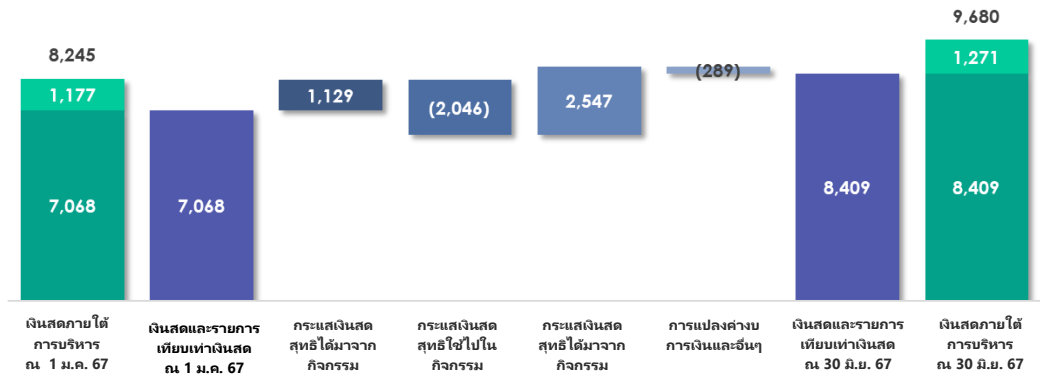 9,680
8,245
1,271
1,177
1,129
(2,046)
2,547
(289)
7,068
7,068
8,409
8,409
เงินสดภายใต้
การบริหาร
ณ 1 ม.ค. 67
เงินสดและรายการ
เทียบเท่าเงินสด
ณ 1 ม.ค. 67
กระแสเงินสด
สุทธิได้มาจาก
กิจกรรม
กระแสเงินสด
สุทธิใช้ไปใน
กิจกรรม
กระแสเงินสด
สุทธิได้มาจาก
กิจกรรม
การแปลงค่างบ
การเงินและอื่นๆ
เงินสดและรายการ
เทียบเท่าเงินสด
ณ 30 มิ.ย. 67
เงินสดภายใต้
การบริหาร
ณ 30 มิ.ย. 67